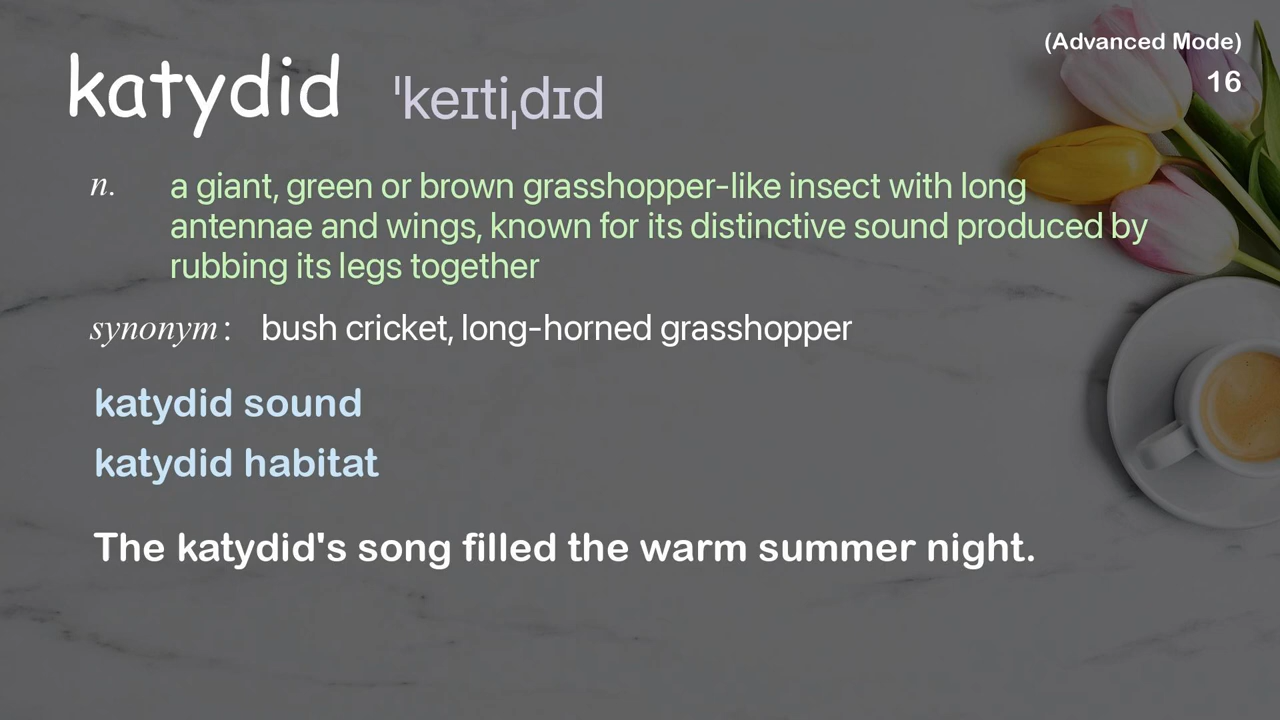 (Advanced Mode)
16
katydid ˈkeɪtiˌdɪd
n. a giant, green or brown grasshopper-like insect with long
antennae and wings, known for its distinctive sound produced by
rubbing its legs together
synonym: bush cricket, long-horned grasshopper
katydid sound
katydid habitat
The katydid's song filled the warm summer night.